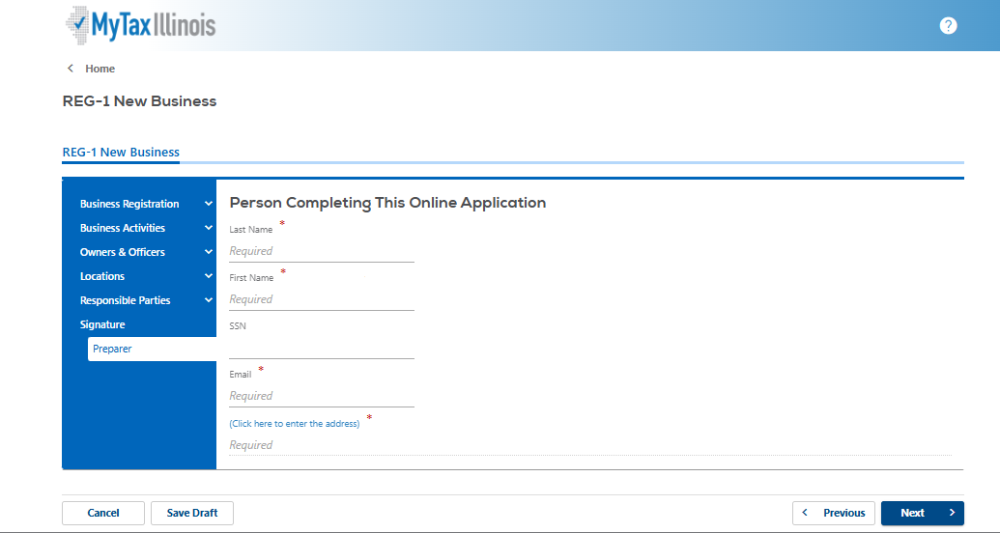 MyTax Illinois
?
Home
REG-1 New Business
REG-1 New Business
Business Registration
Business Activities
Owners & Officers
Locations
Responsible Parties
Signature
Preparer
Person Completing This Online Application
Last Name *
Required
First Name *
Required
SSN
Email *
Required
(Click here to enter the address) *
Required
Cancel
Save Draft
< Previous
Next >